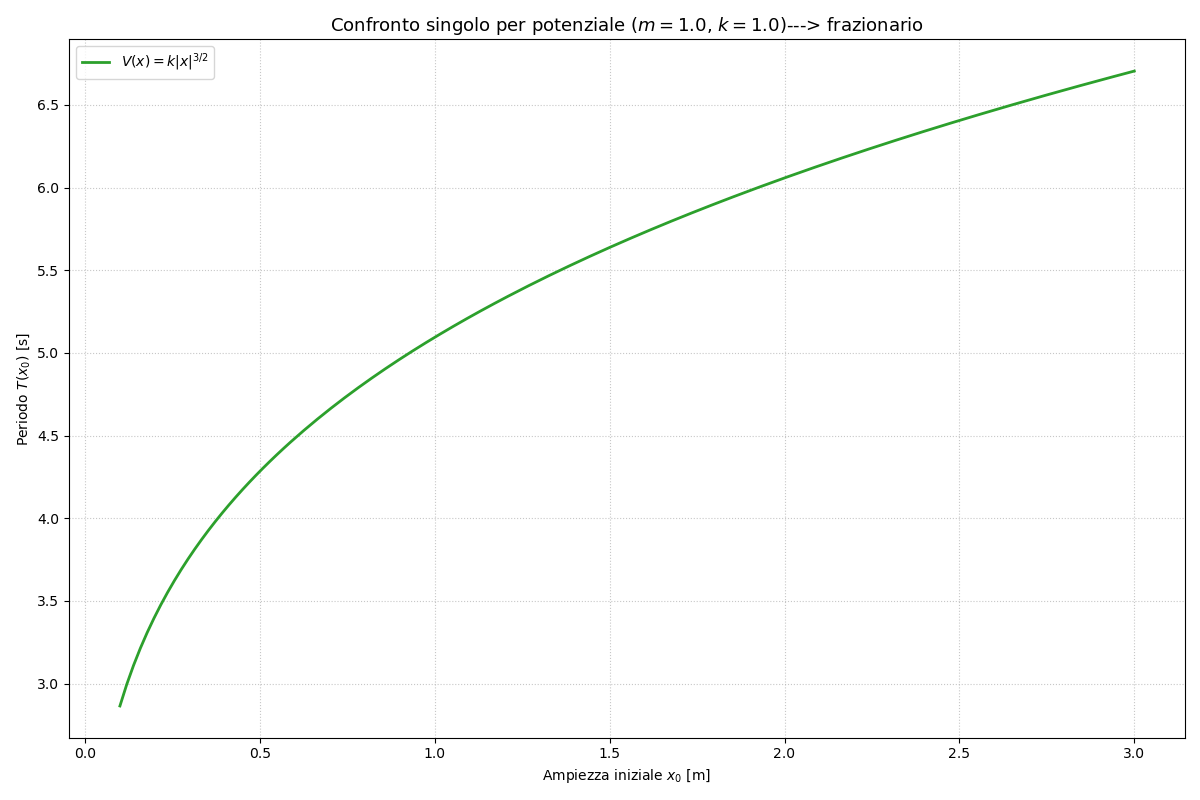 Confronto singolo per potenziale (m = 1.0, k = 1.0)---> frazionario
V(x) = k|x|^{3/2}
Periodo T(x₀) [s]
6.5
6.0
5.5
5.0
4.5
4.0
3.5
3.0
0.0 0.5 1.0 1.5 2.0 2.5 3.0
Ampiezza iniziale x₀ [m]